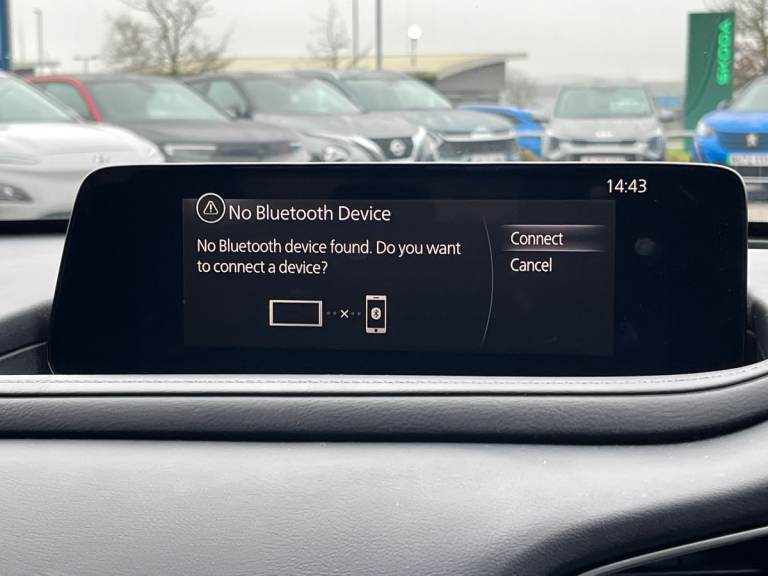 SKODA
14:43
No Bluetooth Device
No Bluetooth device found. Do you want
to connect a device?
Connect
Cancel